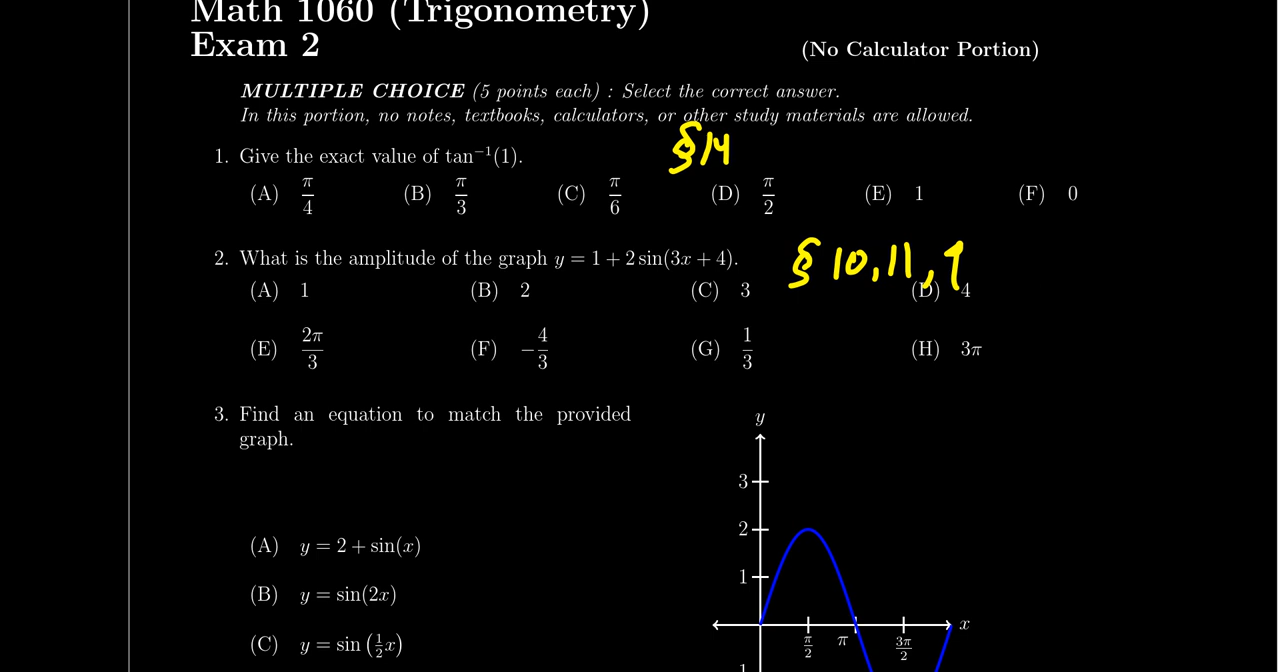 Math 1060 (Trigonometry)
Exam 2 (No Calculator Portion)
MULTIPLE CHOICE (5 points each) : Select the correct answer.
In this portion, no notes, textbooks, calculators, or other study materials are allowed.
§14
1. Give the exact value of tan⁻¹(1).
(A) π/4 (B) π/3 (C) π/6 (D) π/2 (E) 1 (F) 0
2. What is the amplitude of the graph y = 1 + 2 sin(3x + 4). § 10, 11, 9
(A) 1 (B) 2 (C) 3 (D) 4
(E) 2π/3 (F) −4/3 (G) 1/3 (H) 3π
3. Find an equation to match the provided
graph.
(A) y = 2 + sin(x)
(B) y = sin(2x)
(C) y = sin(½x)
y
3
2
1
x
π/2 π 3π/2
1